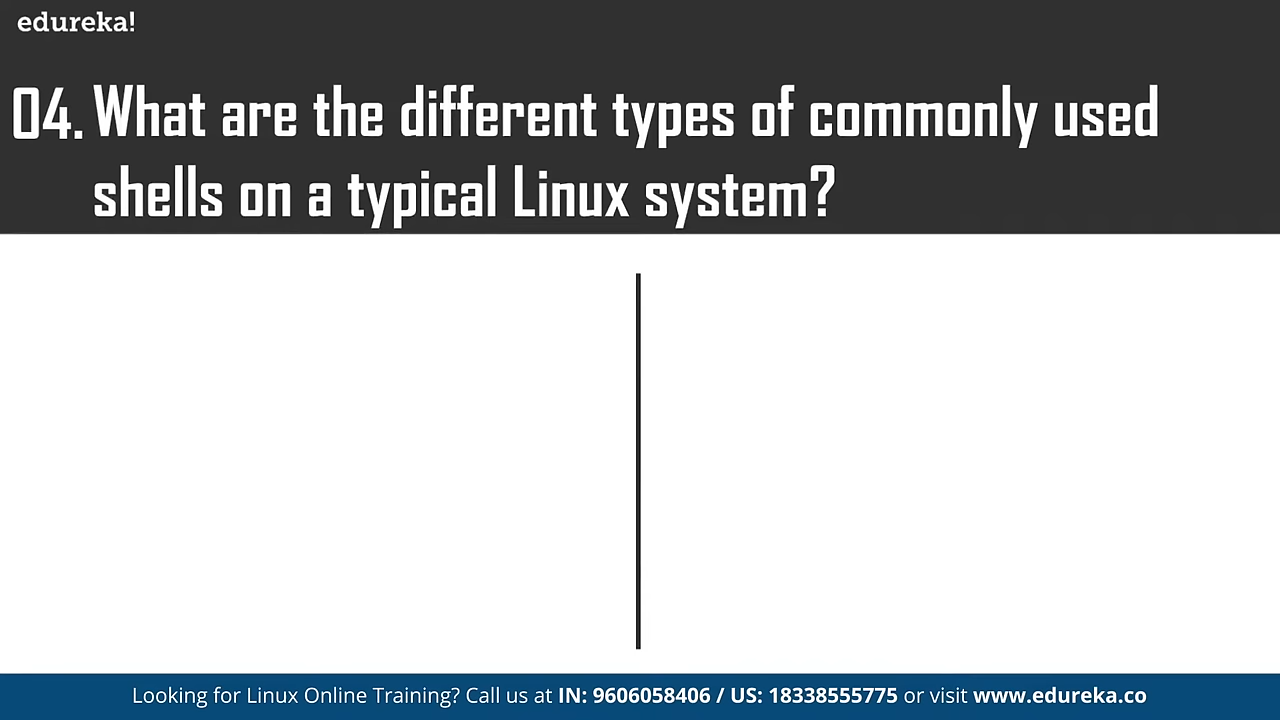 edureka!
04. What are the different types of commonly used
shells on a typical Linux system?
Looking for Linux Online Training? Call us at IN: 9606058406 / US: 18338555775 or visit www.edureka.co